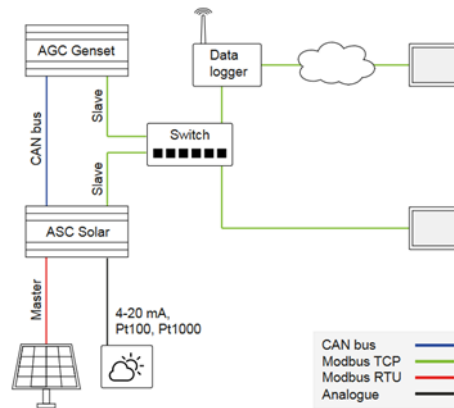 AGC Genset
Data
logger
CAN bus
Slave
Switch
Slave
ASC Solar
Master
4-20 mA,
Pt100, Pt1000
CAN bus
Modbus TCP
Modbus RTU
Analogue